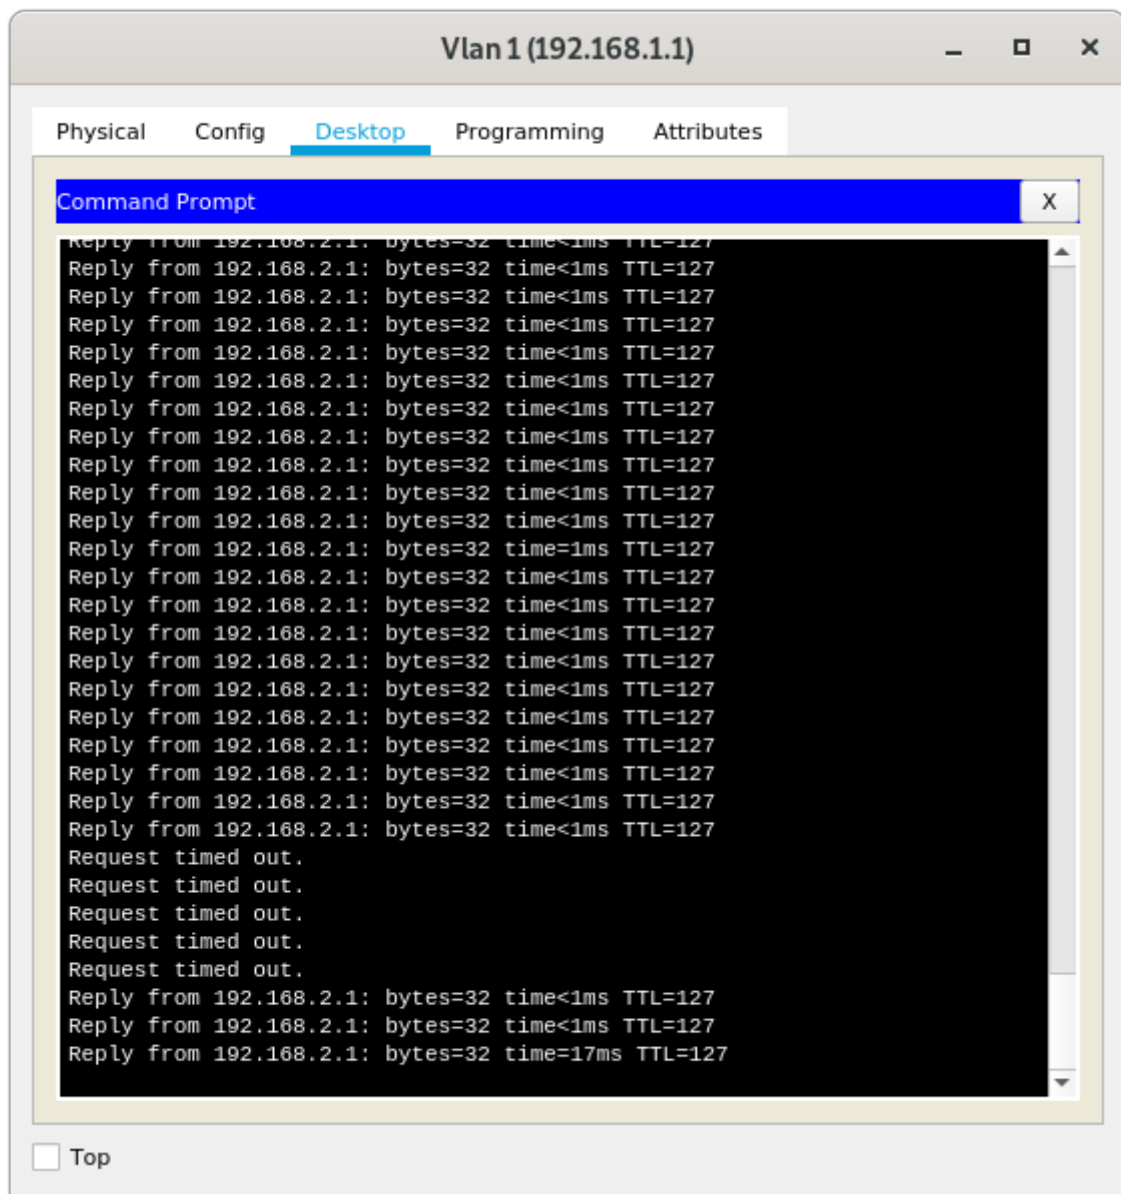 Vlan 1 (192.168.1.1)
Physical Config Desktop Programming Attributes
Command Prompt X
Reply from 192.168.2.1: bytes=32 time<1ms TTL=127
Reply from 192.168.2.1: bytes=32 time<1ms TTL=127
Reply from 192.168.2.1: bytes=32 time<1ms TTL=127
Reply from 192.168.2.1: bytes=32 time<1ms TTL=127
Reply from 192.168.2.1: bytes=32 time<1ms TTL=127
Reply from 192.168.2.1: bytes=32 time<1ms TTL=127
Reply from 192.168.2.1: bytes=32 time<1ms TTL=127
Reply from 192.168.2.1: bytes=32 time<1ms TTL=127
Reply from 192.168.2.1: bytes=32 time<1ms TTL=127
Reply from 192.168.2.1: bytes=32 time<1ms TTL=127
Reply from 192.168.2.1: bytes=32 time<1ms TTL=127
Reply from 192.168.2.1: bytes=32 time=1ms TTL=127
Reply from 192.168.2.1: bytes=32 time<1ms TTL=127
Reply from 192.168.2.1: bytes=32 time<1ms TTL=127
Reply from 192.168.2.1: bytes=32 time<1ms TTL=127
Reply from 192.168.2.1: bytes=32 time<1ms TTL=127
Reply from 192.168.2.1: bytes=32 time<1ms TTL=127
Reply from 192.168.2.1: bytes=32 time<1ms TTL=127
Reply from 192.168.2.1: bytes=32 time<1ms TTL=127
Reply from 192.168.2.1: bytes=32 time<1ms TTL=127
Reply from 192.168.2.1: bytes=32 time<1ms TTL=127
Reply from 192.168.2.1: bytes=32 time<1ms TTL=127
Request timed out.
Request timed out.
Request timed out.
Request timed out.
Request timed out.
Reply from 192.168.2.1: bytes=32 time<1ms TTL=127
Reply from 192.168.2.1: bytes=32 time<1ms TTL=127
Reply from 192.168.2.1: bytes=32 time=17ms TTL=127
Top